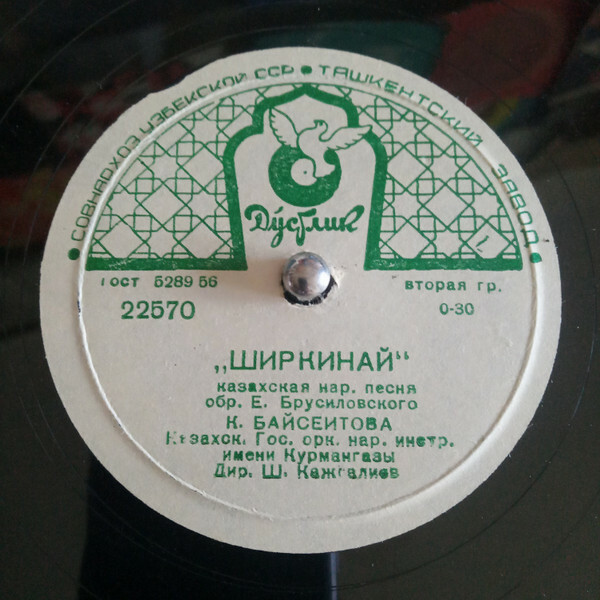 • СОВНАРХОЗ УЗБЕКСКОЙ ССР • ТАШКЕНТСКИЙ ЗАВОД •
Дўстлик
ГОСТ 5289 56
вторая гр.
22570
0-30
„ШИРКИНАЙ“
казахская нар. песня
обр. Е. Брусиловского
К. БАЙСЕИТОВА
Казахск. Гос. орк. нар. инстр.
имени Курмангазы
Дир. Ш. Кажгалиев